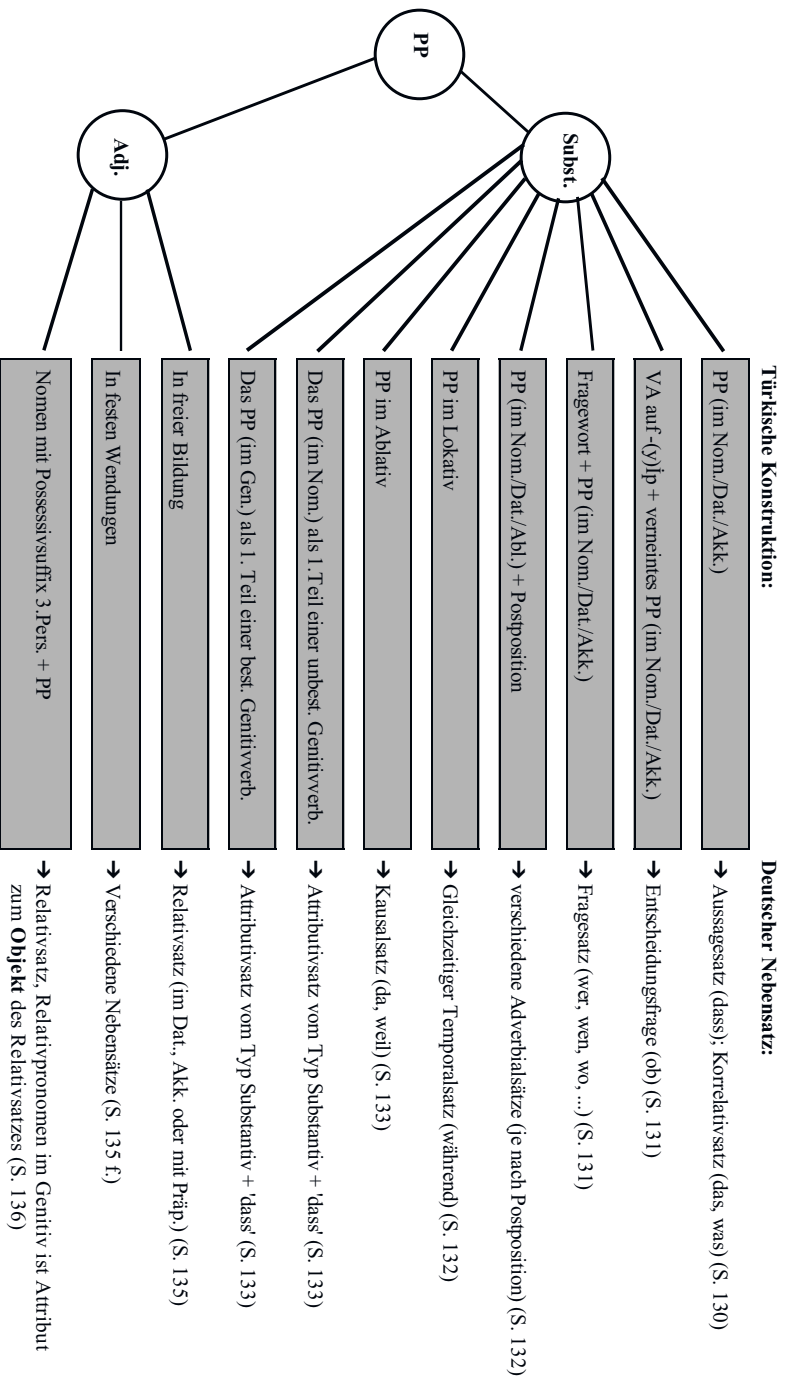 Türkische Konstruktion:
Deutscher Nebensatz:
PP
Subst.
Adj.
PP (im Nom./Dat./Akk.)
➔ Aussagesatz (dass); Korrelativsatz (das, was) (S. 130)
VA auf -(y)İp + verneintes PP (im Nom./Dat./Akk.)
➔ Entscheidungsfrage (ob) (S. 131)
Fragewort + PP (im Nom./Dat./Akk.)
➔ Fragesatz (wer, wen, wo, ...) (S. 131)
PP (im Nom./Dat./Abl.) + Postposition
➔ verschiedene Adverbialsätze (je nach Postposition) (S. 132)
PP im Lokativ
➔ Gleichzeitiger Temporalsatz (während) (S. 132)
PP im Ablativ
➔ Kausalsatz (da, weil) (S. 133)
Das PP (im Nom.) als 1.Teil einer unbest. Genitivverb.
➔ Attributivsatz vom Typ Substantiv + 'dass' (S. 133)
Das PP (im Gen.) als 1. Teil einer best. Genitivverb.
➔ Attributivsatz vom Typ Substantiv + 'dass' (S. 133)
In freier Bildung
➔ Relativsatz (im Dat., Akk. oder mit Präp.) (S. 135)
In festen Wendungen
➔ Verschiedene Nebensätze (S. 135 f.)
Nomen mit Possessivsuffix 3.Pers. + PP
➔ Relativsatz, Relativpronomen im Genitiv ist Attribut
zum Objekt des Relativsatzes (S. 136)